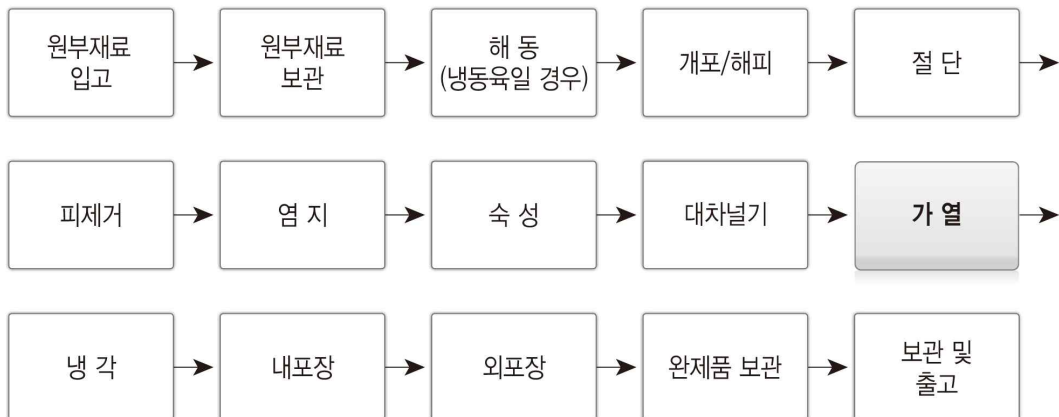 원부재료
입고
원부재료
보관
해 동
(냉동육일 경우)
개포/해피
절 단
피제거
염 지
숙 성
대차널기
가 열
냉 각
내포장
외포장
완제품 보관
보관 및
출고